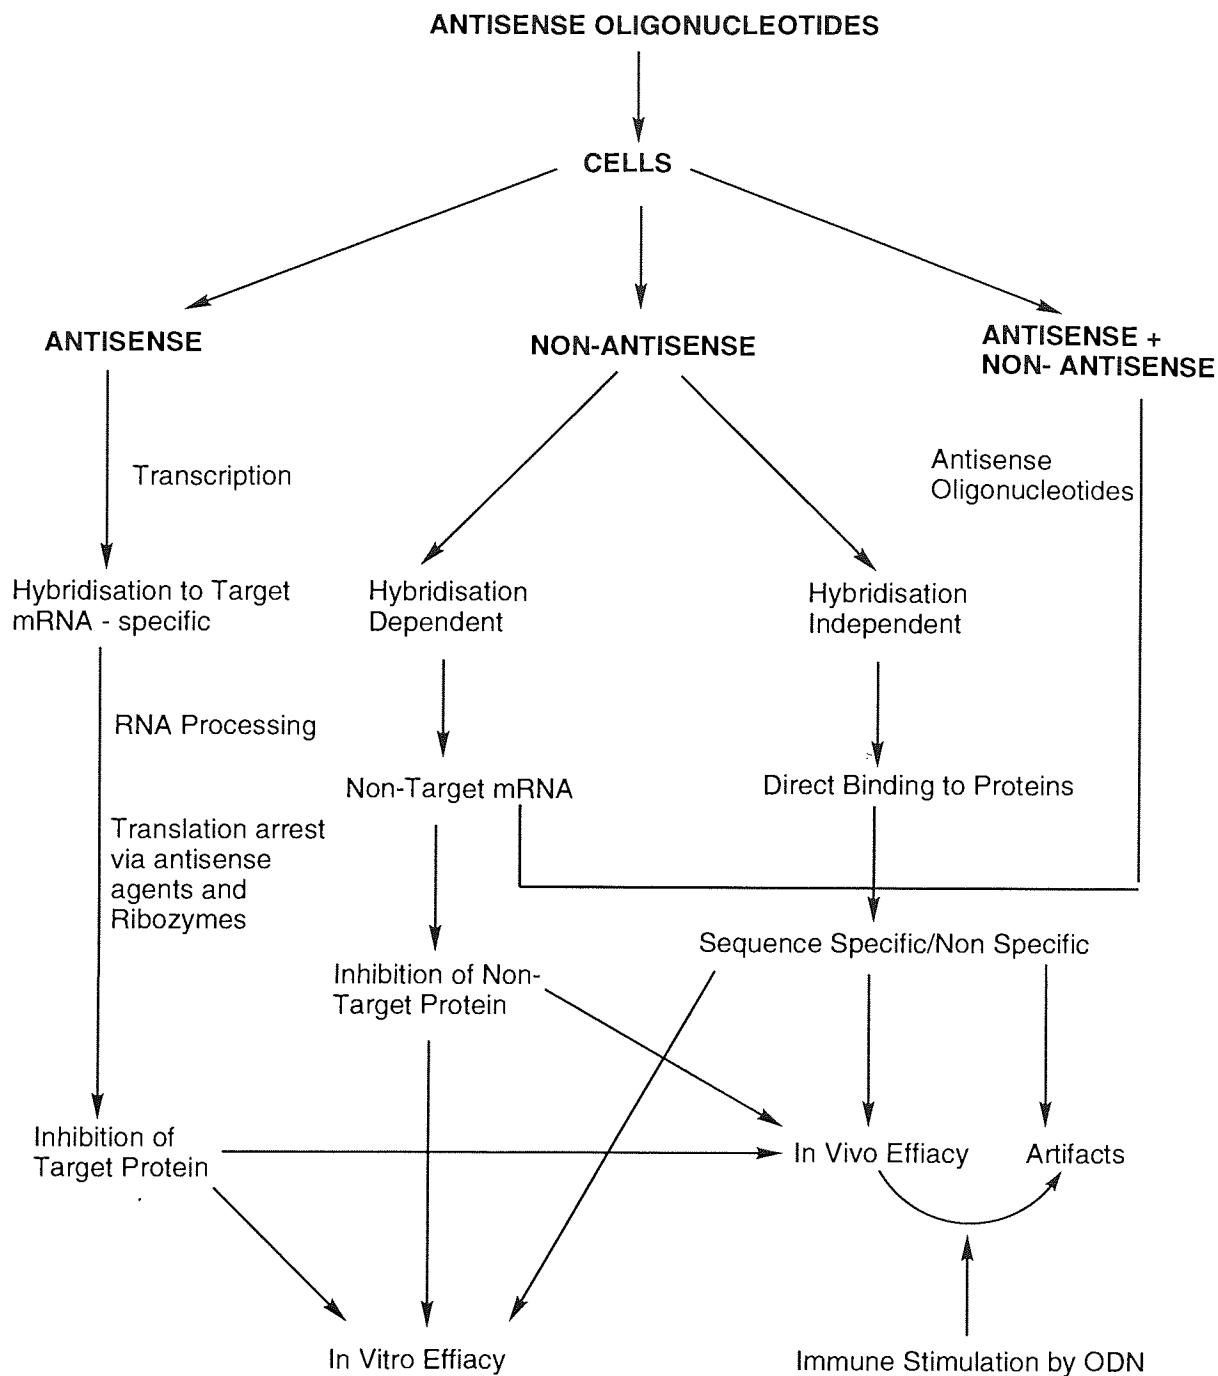 ANTISENSE OLIGONUCLEOTIDES
CELLS
ANTISENSE
NON-ANTISENSE
ANTISENSE +
NON- ANTISENSE
Transcription
Antisense
Oligonucleotides
Hybridisation to Target
mRNA - specific
Hybridisation
Dependent
Hybridisation
Independent
RNA Processing
Non-Target mRNA
Direct Binding to Proteins
Translation arrest
via antisense
agents and
Ribozymes
Sequence Specific/Non Specific
Inhibition of Non-
Target Protein
Inhibition of
Target Protein
In Vivo Effiacy
Artifacts
In Vitro Effiacy
Immune Stimulation by ODN